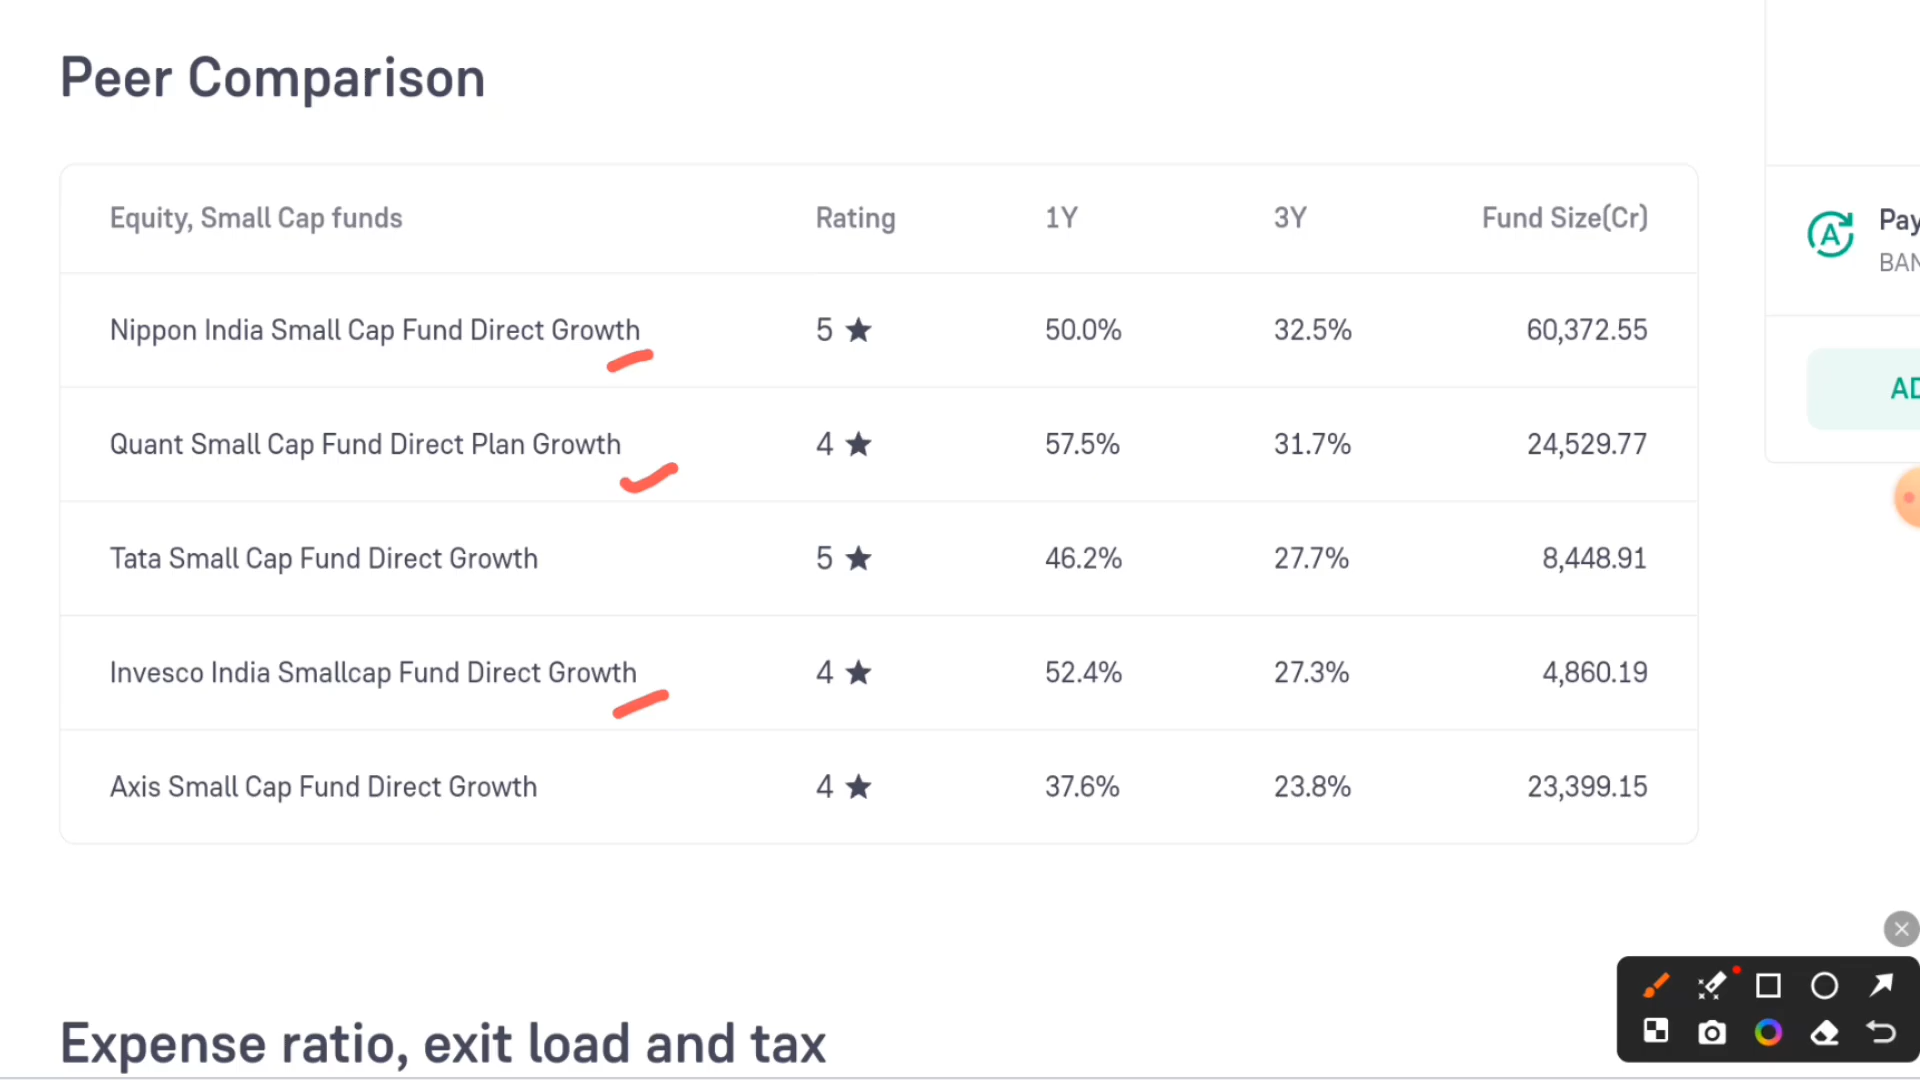 Peer Comparison
Equity, Small Cap funds Rating 1Y 3Y Fund Size(Cr)
Nippon India Small Cap Fund Direct Growth 5 ★ 50.0% 32.5% 60,372.55
Quant Small Cap Fund Direct Plan Growth 4 ★ 57.5% 31.7% 24,529.77
Tata Small Cap Fund Direct Growth 5 ★ 46.2% 27.7% 8,448.91
Invesco India Smallcap Fund Direct Growth 4 ★ 52.4% 27.3% 4,860.19
Axis Small Cap Fund Direct Growth 4 ★ 37.6% 23.8% 23,399.15
Expense ratio, exit load and tax
A
Pay
BAN
AD